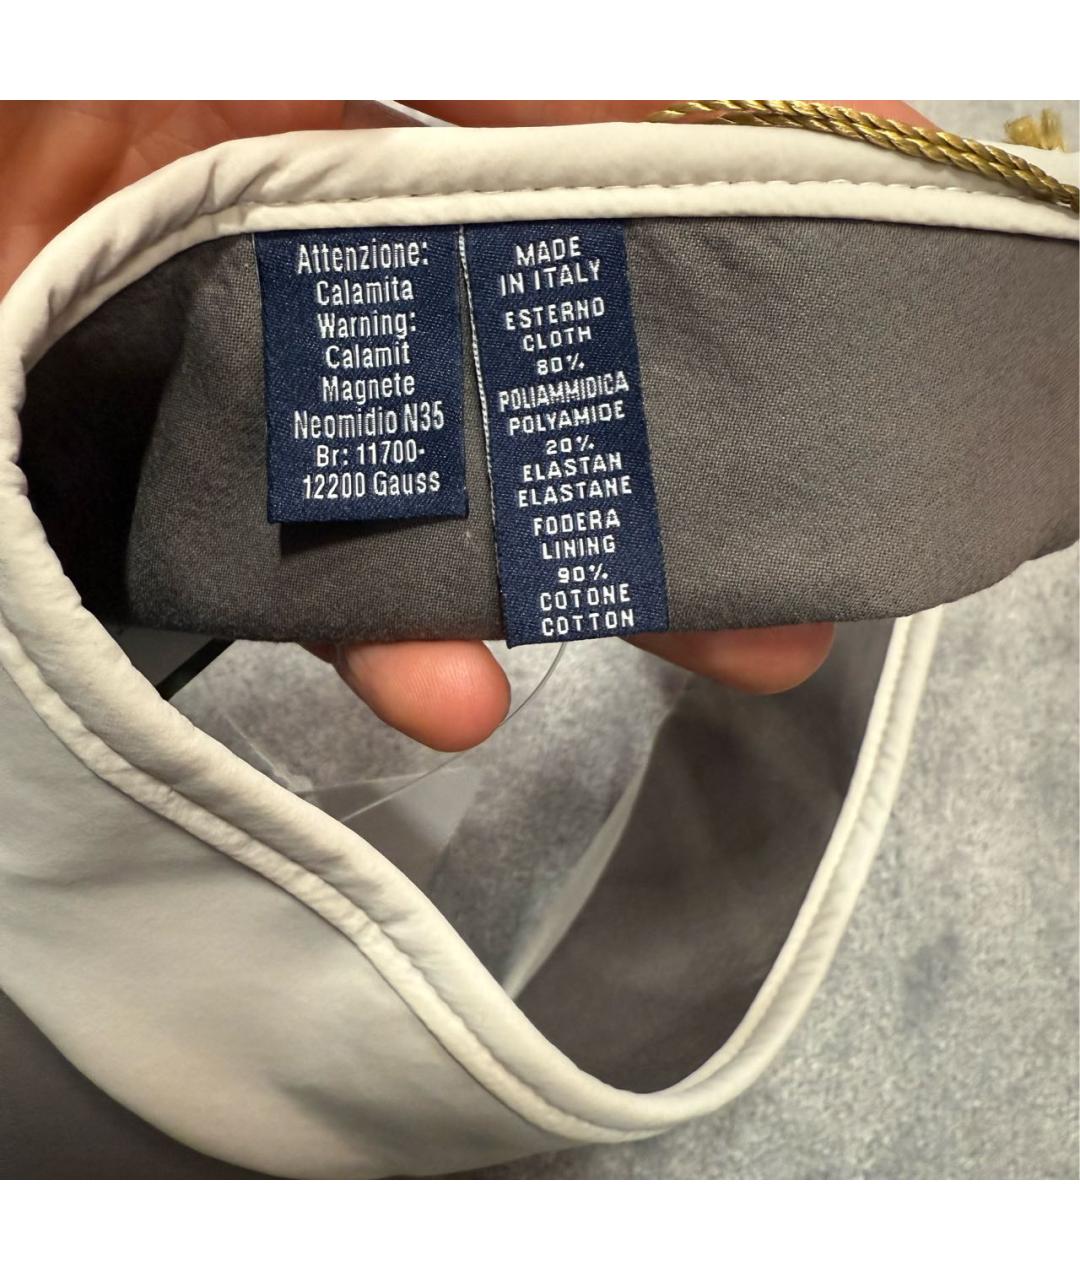 Attenzione:
Calamita
Warning:
Calamit
Magnete
Neomidio N35
Br: 11700-
12200 Gauss
MADE
IN ITALY
ESTERNO
CLOTH
80%
POLIAMMIDICA
POLYAMIDE
20%
ELASTAN
ELASTANE
FODERA
LINING
90%
COTONE
COTTON